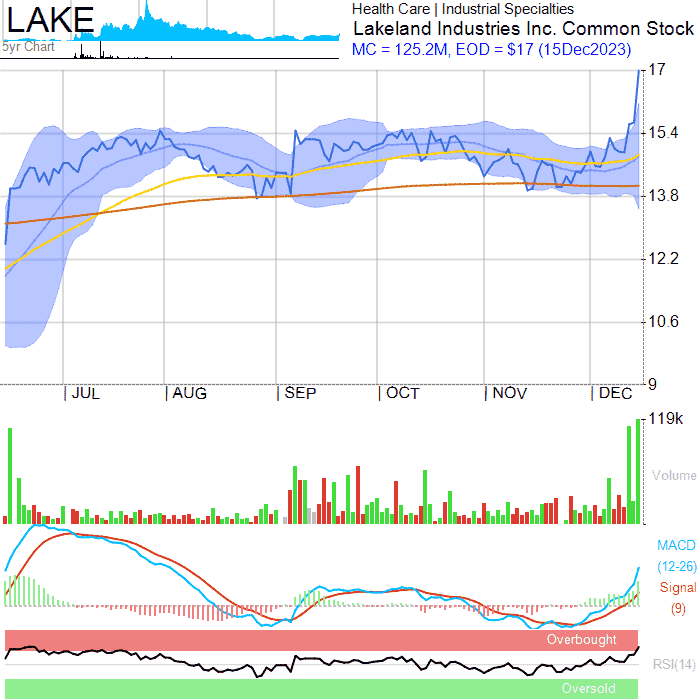 LAKE
5yr Chart
Health Care | Industrial Specialties
Lakeland Industries Inc. Common Stock
MC = 125.2M, EOD = $17 (15Dec2023)
17
15.4
13.8
12.2
10.6
9
JUL AUG SEP OCT NOV DEC
119k
Volume
MACD
(12-26)
Signal
(9)
Overbought
RSI(14)
Oversold